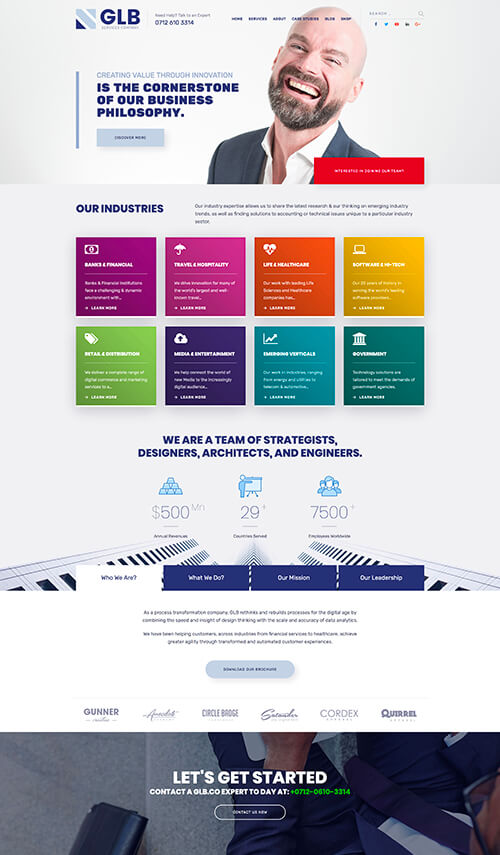 GLB
SERVICES COMPANY
Need Help? Talk to an Expert
0712 610 3314
HOME SERVICES ABOUT CASE STUDIES BLOG SHOP
SEARCH ...
CREATING VALUE THROUGH INNOVATION
IS THE CORNERSTONE
OF OUR BUSINESS
PHILOSOPHY.
DISCOVER MORE
INTERESTED IN JOINING OUR TEAM?
OUR INDUSTRIES
Our industry expertise allows us to share the latest research & our thinking on emerging industry
trends, as well as finding solutions to accounting or technical issues unique to a particular industry
sector.
BANKS & FINANCIAL
Banks & Financial Institutions
face a challenging & dynamic
environment with...
LEARN MORE
TRAVEL & HOSPITALITY
We drive innovation for many of
the world's largest and well-
known travel...
LEARN MORE
LIFE & HEALTHCARE
Our work with leading Life
Sciences and Healthcare
companies has...
LEARN MORE
SOFTWARE & HI-TECH
Our 20 years of history in
serving the world's leading
software providers...
LEARN MORE
RETAIL & DISTRIBUTION
We deliver a complete range of
digital commerce and marketing
services to a...
LEARN MORE
MEDIA & ENTERTAINMENT
We help connect the world of
new Media to the increasingly
digital audience...
LEARN MORE
EMERGING VERTICALS
Our work in industries, ranging
from energy and utilities to
telecom & automotive...
LEARN MORE
GOVERNMENT
Technology solutions are
tailored to meet the demands of
government agencies.
LEARN MORE
WE ARE A TEAM OF STRATEGISTS,
DESIGNERS, ARCHITECTS, AND ENGINEERS.
$500 Mn
29+
7500+
Annual Revenues
Countries Served
Employees Worldwide
Who We Are?
What We Do?
Our Mission
Our Leadership
As a process transformation company, GLB rethinks and rebuilds processes for the digital age by
combining the speed and insight of design thinking with the scale and accuracy of data analytics.
We have been helping customers, across industries from financial services to healthcare, achieve
greater agility through transformed and automated customer experiences.
DOWNLOAD OUR BROCHURE
GUNNER
creative
CIRCLE BADGE
CORDEX
APPAREL
QUIRREL
APPAREL
LET'S GET STARTED
CONTACT A GLB.CO EXPERT TO DAY AT: +0712-0610-3314
CONTACT US NEW